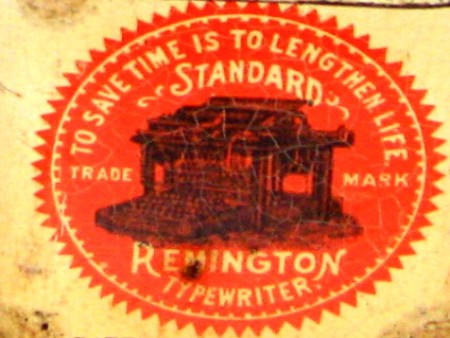 TO SAVE TIME IS TO LENGTHEN LIFE.
STANDARD
TRADE MARK
REMINGTON
TYPEWRITER.